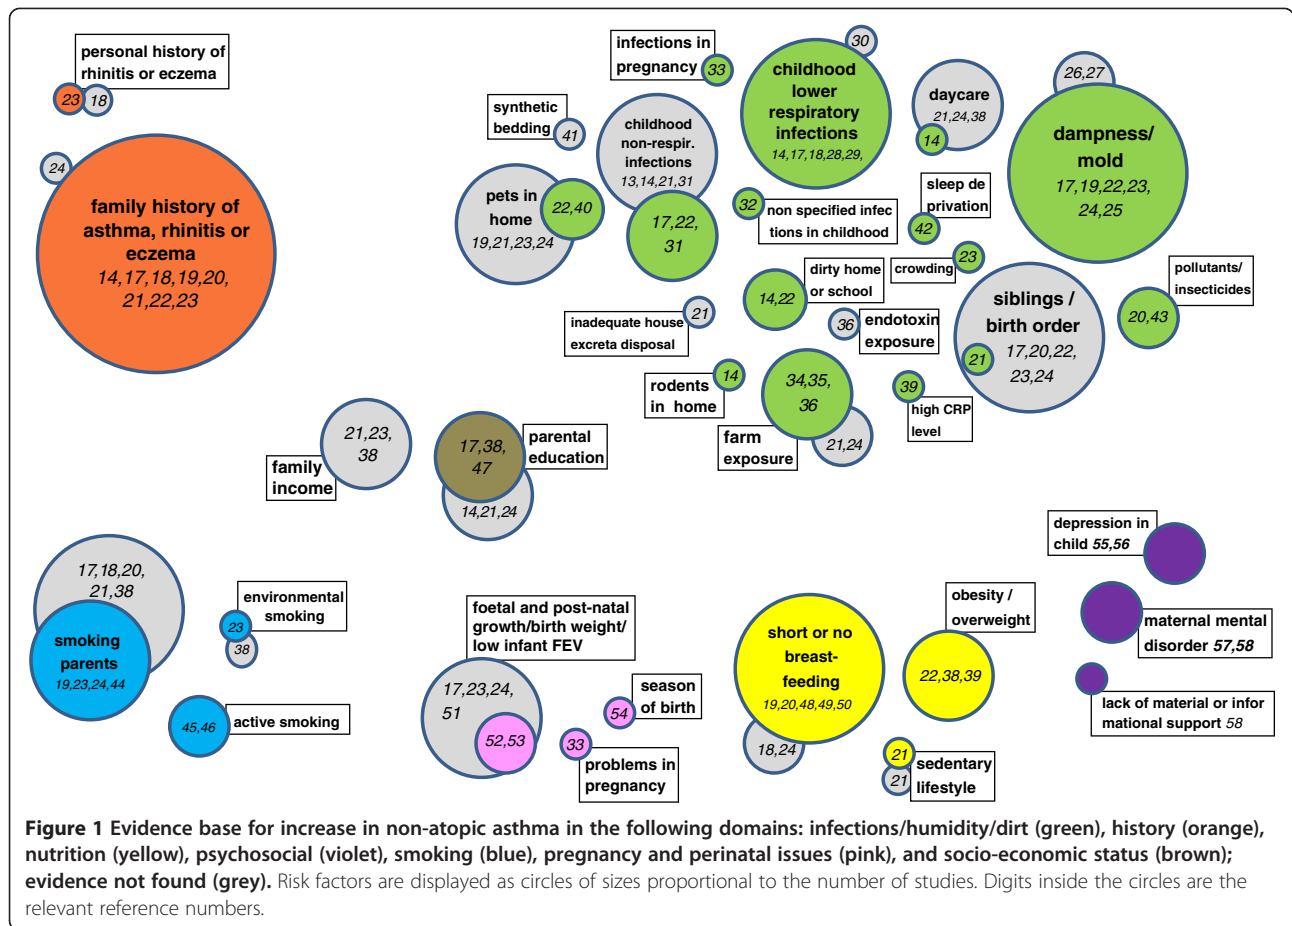 personal history of
rhinitis or eczema
23
18
24
family history of
asthma, rhinitis or
eczema
14,17,18,19,20,
21,22,23
infections in
pregnancy
33
30
childhood
lower
respiratory
infections
14,17,18,28,29,
daycare
21,24,38
14
26,27
dampness/
mold
17,19,22,23,
24,25
synthetic
bedding
41
childhood
non-respir.
infections
13,14,21,31
17,22,
31
pets in
home
19,21,23,24
22,40
32
non specified infec
tions in childhood
sleep de
privation
42
crowding
23
dirty home
or school
14,22
inadequate house
excreta disposal
21
36
endotoxin
exposure
siblings /
birth order
17,20,22,
23,24
21
pollutants/
insecticides
20,43
rodents
in home
14
34,35,
36
farm
exposure
21,24
39
high CRP
level
21,23,
38
family
income
17,38,
47
parental
education
14,21,24
17,18,20,
21,38
smoking
parents
19,23,24,44
environmental
smoking
23
38
45,46
active smoking
foetal and post-natal
growth/birth weight/
low infant FEV
17,23,24,
51
52,53
season
of birth
54
33
problems in
pregnancy
short or no
breast-
feeding
19,20,48,49,50
18,24
obesity /
overweight
22,38,39
21
21
sedentary
lifestyle
depression in
child 55,56
maternal mental
disorder 57,58
lack of material or infor
mational support 58
Figure 1 Evidence base for increase in non-atopic asthma in the following domains: infections/humidity/dirt (green), history (orange),
nutrition (yellow), psychosocial (violet), smoking (blue), pregnancy and perinatal issues (pink), and socio-economic status (brown);
evidence not found (grey). Risk factors are displayed as circles of sizes proportional to the number of studies. Digits inside the circles are the
relevant reference numbers.